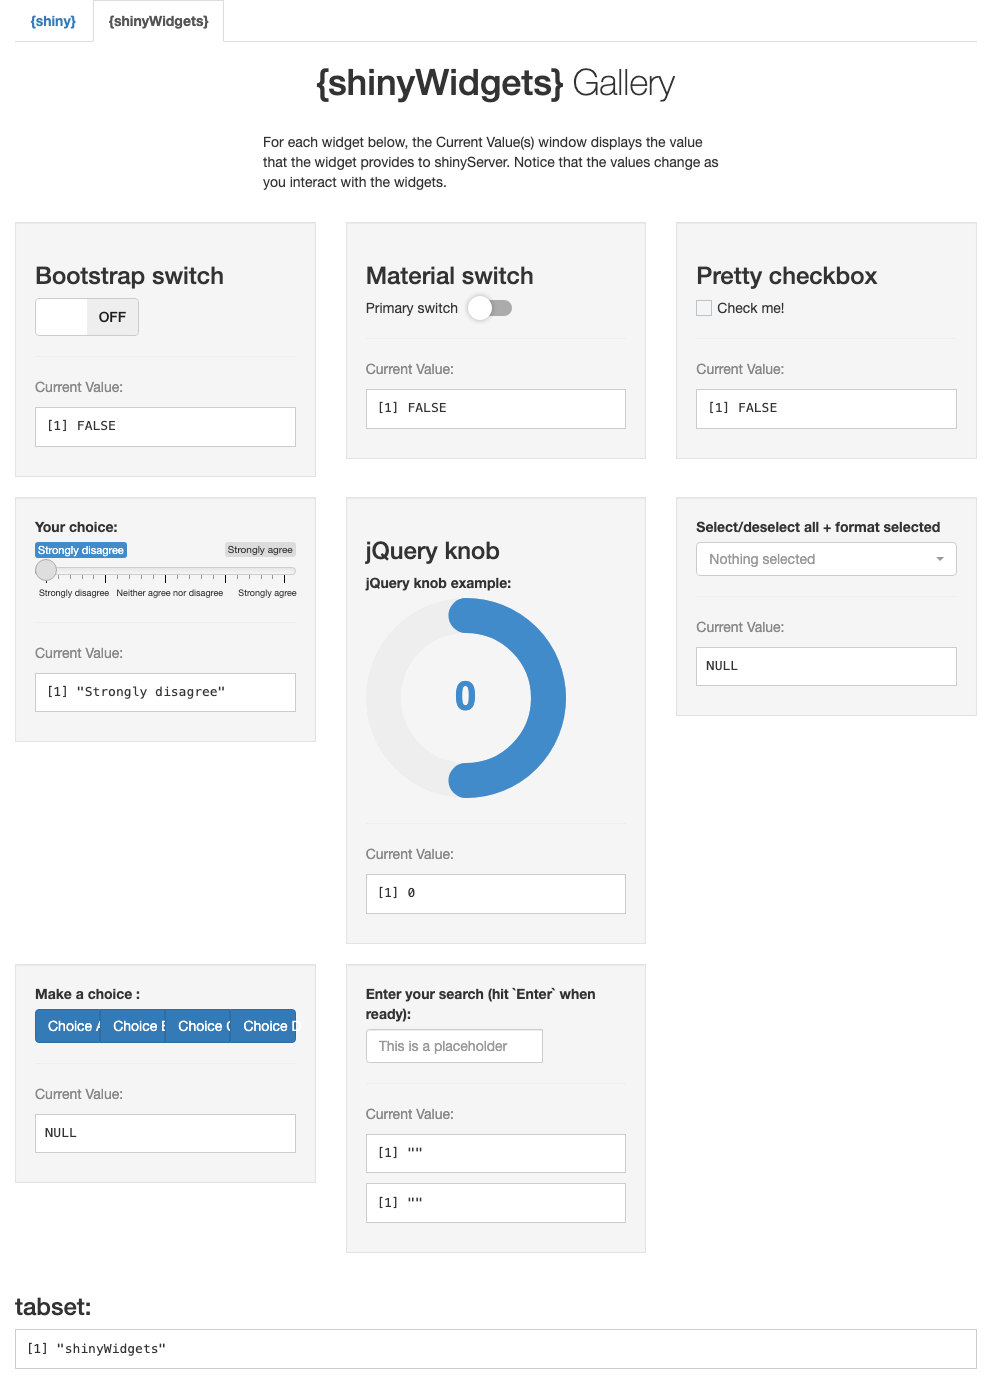 {shiny}
{shinyWidgets}
{shinyWidgets} Gallery
For each widget below, the Current Value(s) window displays the value
that the widget provides to shinyServer. Notice that the values change as
you interact with the widgets.
Bootstrap switch
OFF
Current Value:
[1] FALSE
Material switch
Primary switch
Current Value:
[1] FALSE
Pretty checkbox
Check me!
Current Value:
[1] FALSE
Your choice:
Strongly disagree
Strongly agree
Strongly disagree Neither agree nor disagree Strongly agree
Current Value:
[1] "Strongly disagree"
jQuery knob
jQuery knob example:
0
Current Value:
[1] 0
Select/deselect all + format selected
Nothing selected
Current Value:
NULL
Make a choice :
Choice A Choice B Choice C Choice D
Current Value:
NULL
Enter your search (hit `Enter` when
ready):
This is a placeholder
Current Value:
[1] ""
[1] ""
tabset:
[1] "shinyWidgets"